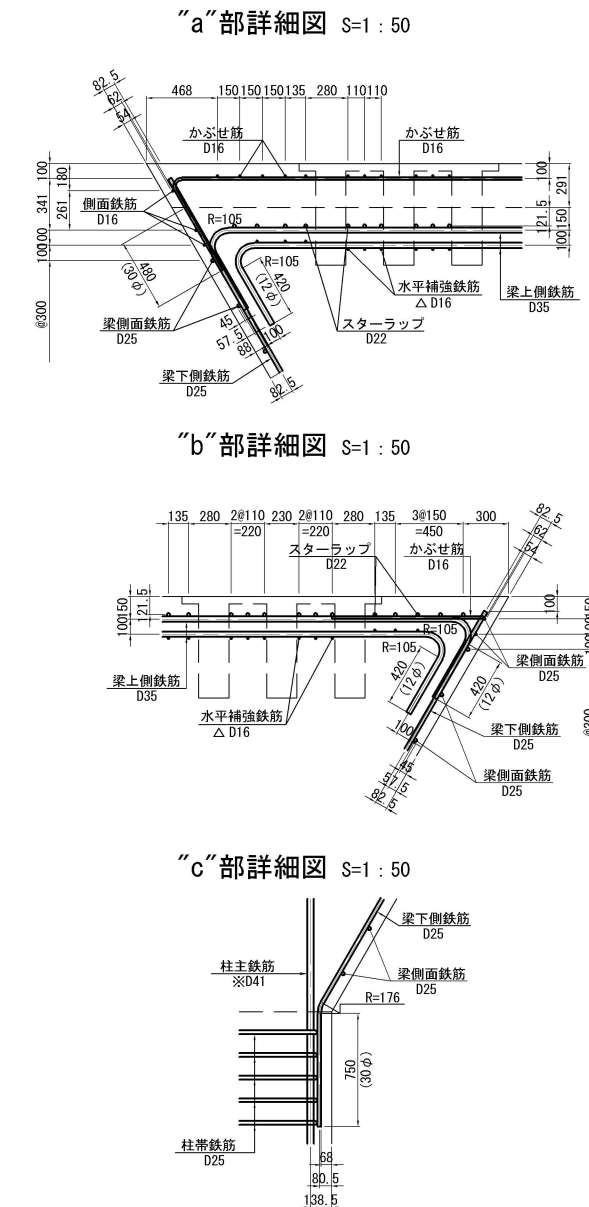 "a"部詳細図 S=1 : 50
82.5
62
54
468 150 150 150 135 280 110 110
かぶせ筋
D16
かぶせ筋
D16
100
180
341
261
100
@300
側面鉄筋
D16
R=105
R=105
480
(30φ)
420
(12φ)
100
291
21.5
150
100
梁側面鉄筋
D25
水平補強鉄筋
△ D16
梁上側鉄筋
D35
スターラップ
D22
45
57.5
88
100
82.5
梁下側鉄筋
D25
"b"部詳細図 S=1 : 50
135 280 2@110 230 2@110 280 135 3@150 300
=220 =220 =450
82.5
62
54
スターラップ
D22
かぶせ筋
D16
150
121.5
100
100
R=105
R=105
420
(12φ)
420
(12φ)
梁側面鉄筋
D25
梁上側鉄筋
D35
水平補強鉄筋
△ D16
梁下側鉄筋
D25
100
45
57.5
82.5
梁側面鉄筋
D25
"c"部詳細図 S=1 : 50
梁下側鉄筋
D25
柱主鉄筋
※D41
梁側面鉄筋
D25
R=176
750
(30φ)
柱帯鉄筋
D25
68
80.5
138.5